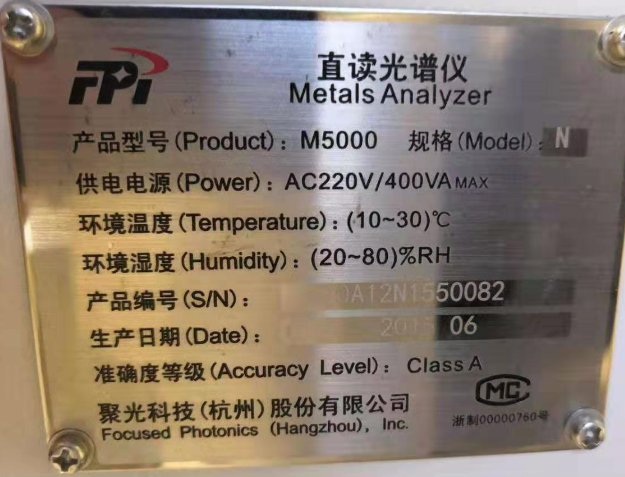 FPI
直读光谱仪
Metals Analyzer
产品型号(Product): M5000 规格(Model): N
供电电源(Power): AC220V/400VA MAX
环境温度(Temperature): (10~30)℃
环境湿度(Humidity): (20~80)%RH
产品编号(S/N): 0A12N1550082
生产日期(Date): 2015 06
准确度等级(Accuracy Level): Class A
MC
聚光科技(杭州)股份有限公司
浙制00000760号
Focused Photonics (Hangzhou), Inc.